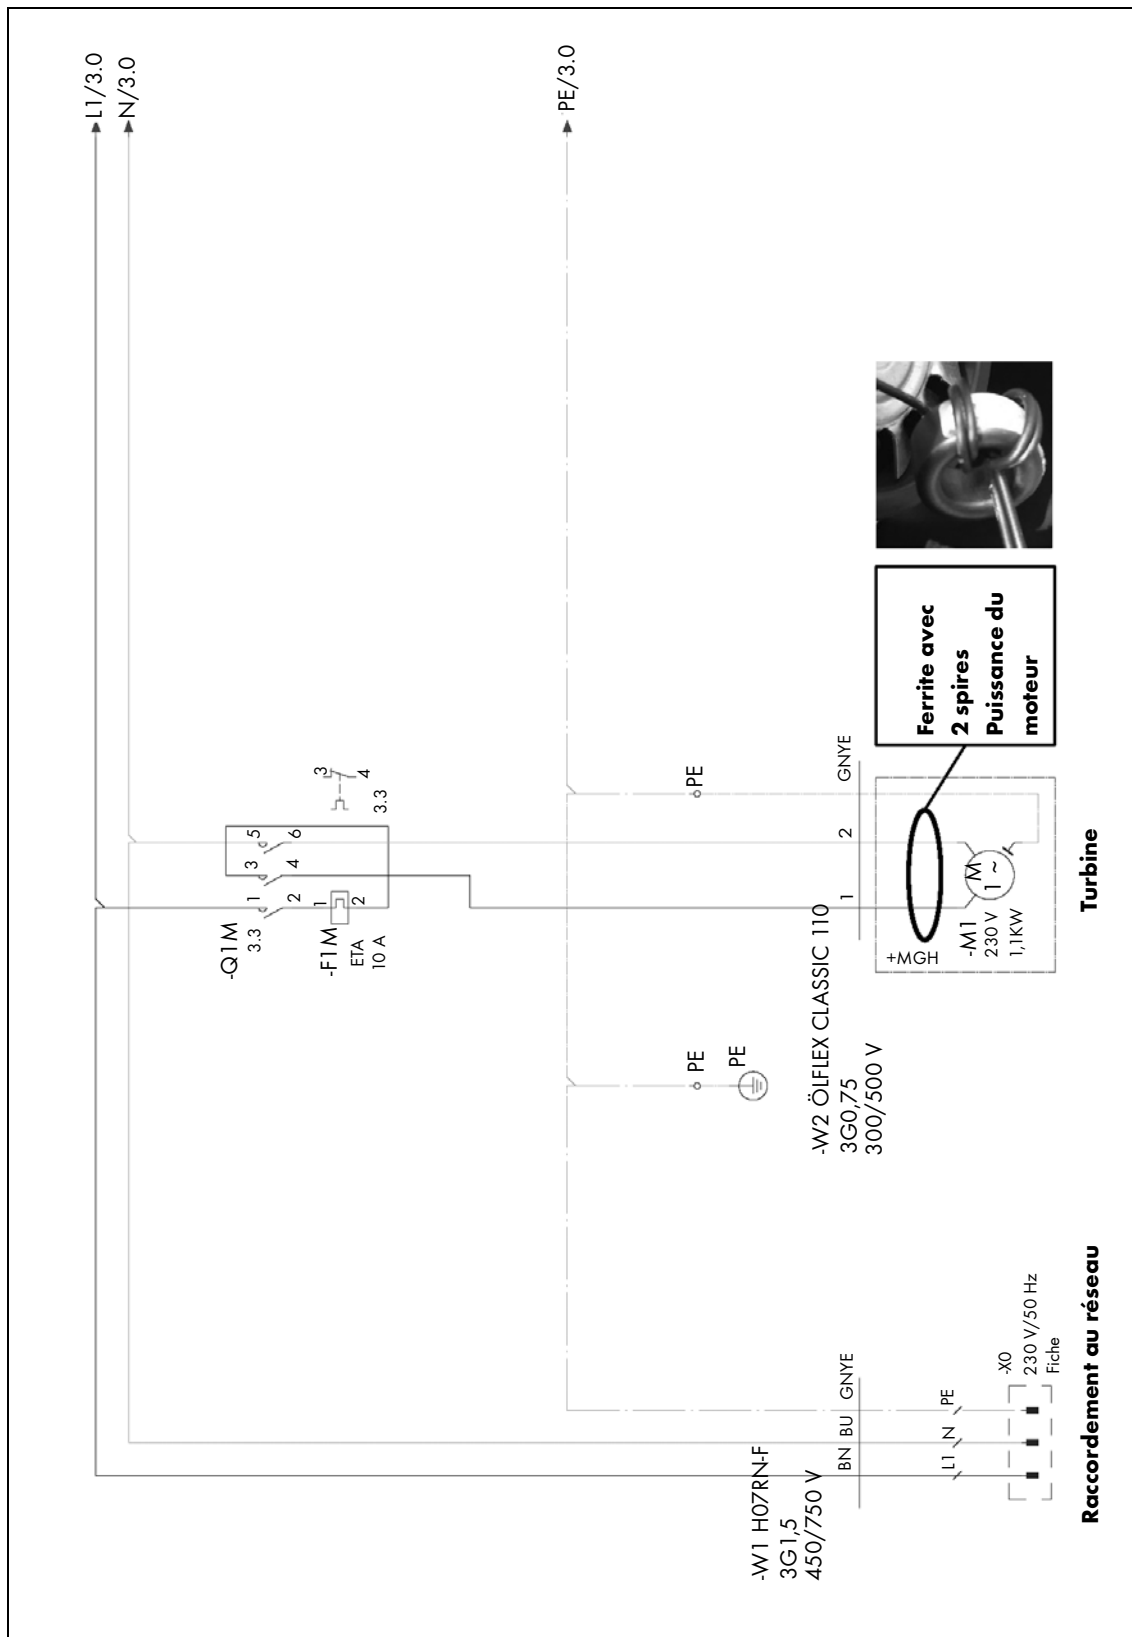 L1/3.0
N/3.0
PE/3.0
-Q1M
3.3
1
2
3
4
5
6
-F1M
ETA
10 A
1
2
3
4
3.3
PE
PE
PE
-W2 ÖLFLEX CLASSIC 110
3G0,75
300/500 V
1
2
GNYE
+MGH
-M1
230 V
1,1KW
M
1 ~
Ferrite avec
2 spires
Puissance du
moteur
-W1 H07RN-F
3G1,5
450/750 V
BN
BU
GNYE
L1
N
PE
-X0
230 V/50 Hz
Fiche
Raccordement au réseau
Turbine